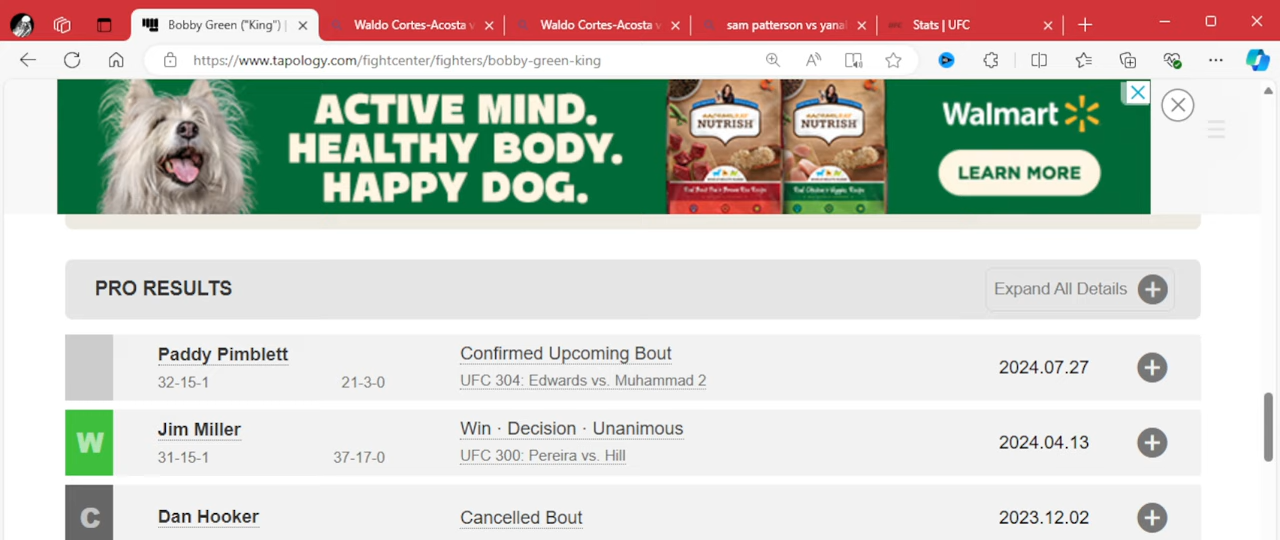 Bobby Green ("King") |
Waldo Cortes-Acosta v
Waldo Cortes-Acosta v
sam patterson vs yanal
Stats | UFC
https://www.tapology.com/fightcenter/fighters/bobby-green-king
ACTIVE MIND.
HEALTHY BODY.
HAPPY DOG.
NUTRISH
NUTRISH
Walmart
LEARN MORE
PRO RESULTS
Expand All Details
Paddy Pimblett
Confirmed Upcoming Bout
2024.07.27
32-15-1
21-3-0
UFC 304: Edwards vs. Muhammad 2
W
Jim Miller
Win · Decision · Unanimous
2024.04.13
31-15-1
37-17-0
UFC 300: Pereira vs. Hill
C
Dan Hooker
Cancelled Bout
2023.12.02